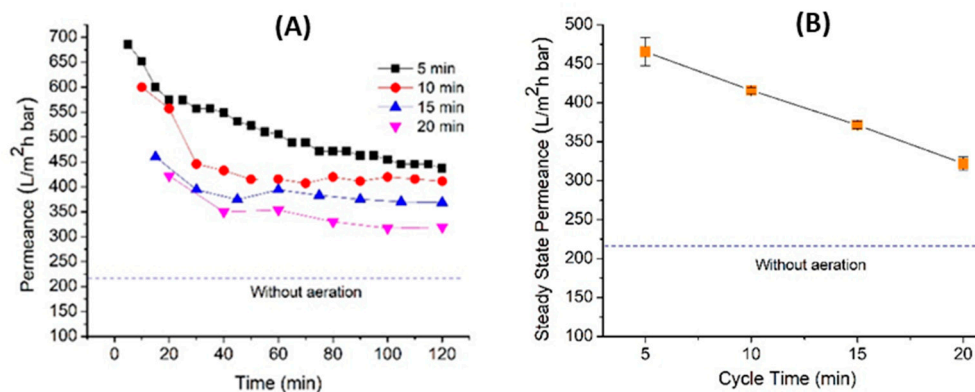 (A)
Permeance (L/m²h bar)
700
650
600
550
500
450
400
350
300
250
200
150
100
5 min
10 min
15 min
20 min
Without aeration
0 20 40 60 80 100 120
Time (min)
(B)
Steady State Permeance (L/m²h bar)
500
450
400
350
300
250
200
150
100
Without aeration
5 10 15 20
Cycle Time (min)